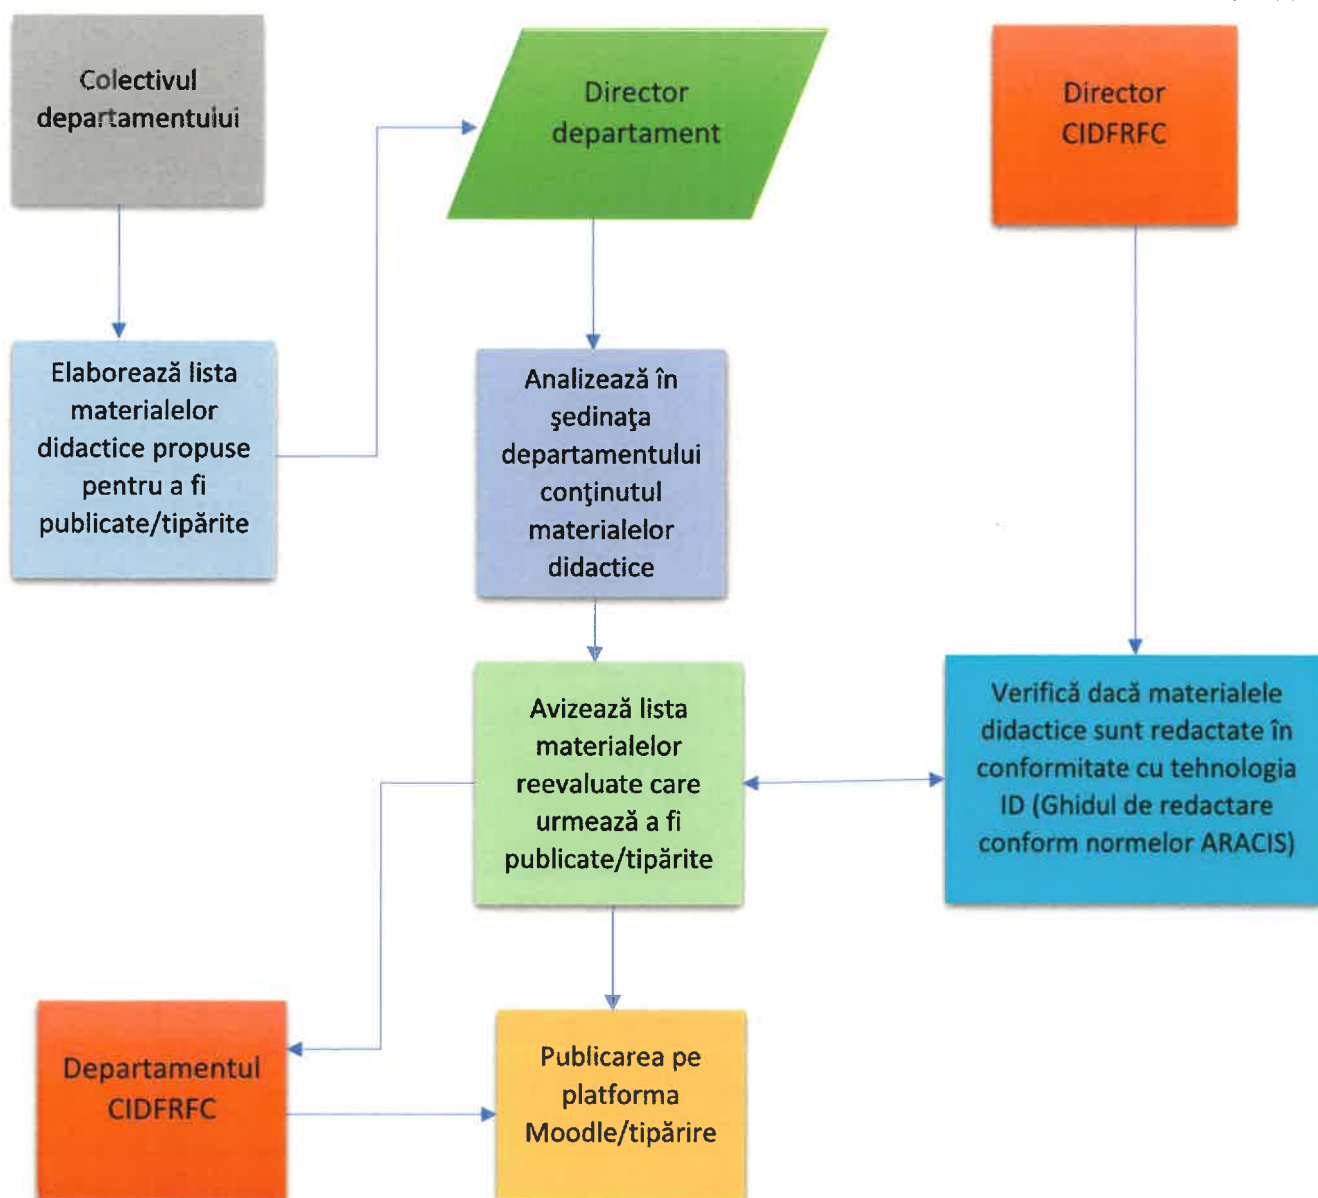 Colectivul
departamentului
Director
departament
Director
CIDFRFC
Elaborează lista
materialelor
didactice propuse
pentru a fi
publicate/tipărite
Analizează în
şedinaţa
departamentului
conţinutul
materialelor
didactice
Avizează lista
materialelor
reevaluate care
urmează a fi
publicate/tipărite
Verifică dacă materialele
didactice sunt redactate în
conformitate cu tehnologia
ID (Ghidul de redactare
conform normelor ARACIS)
Departamentul
CIDFRFC
Publicarea pe
platforma
Moodle/tipărire